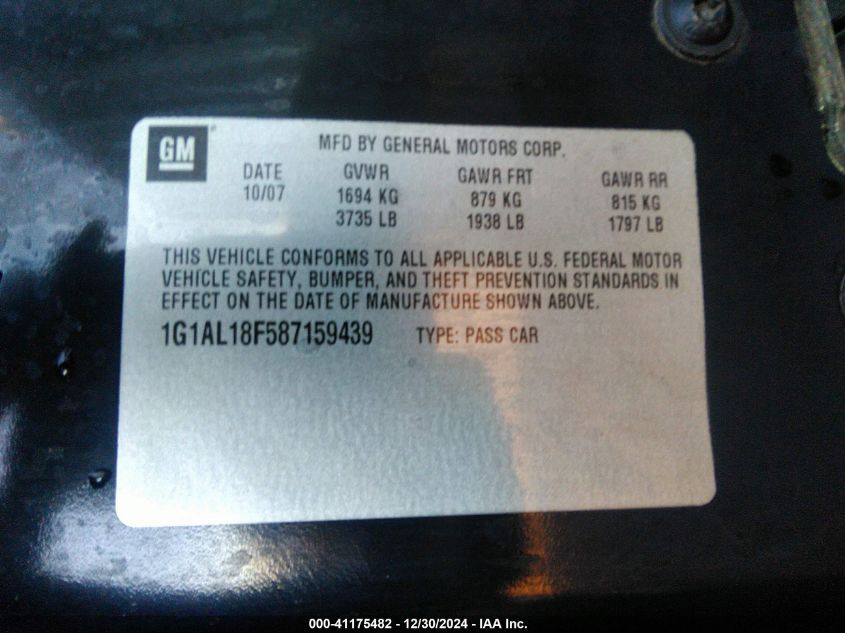 GM
MFD BY GENERAL MOTORS CORP.
DATE GVWR GAWR FRT GAWR RR
10/07 1694 KG 879 KG 815 KG
3735 LB 1938 LB 1797 LB
THIS VEHICLE CONFORMS TO ALL APPLICABLE U.S. FEDERAL MOTOR
VEHICLE SAFETY, BUMPER, AND THEFT PREVENTION STANDARDS IN
EFFECT ON THE DATE OF MANUFACTURE SHOWN ABOVE.
1G1AL18F587159439 TYPE: PASS CAR
000-41175482 - 12/30/2024 - IAA Inc.